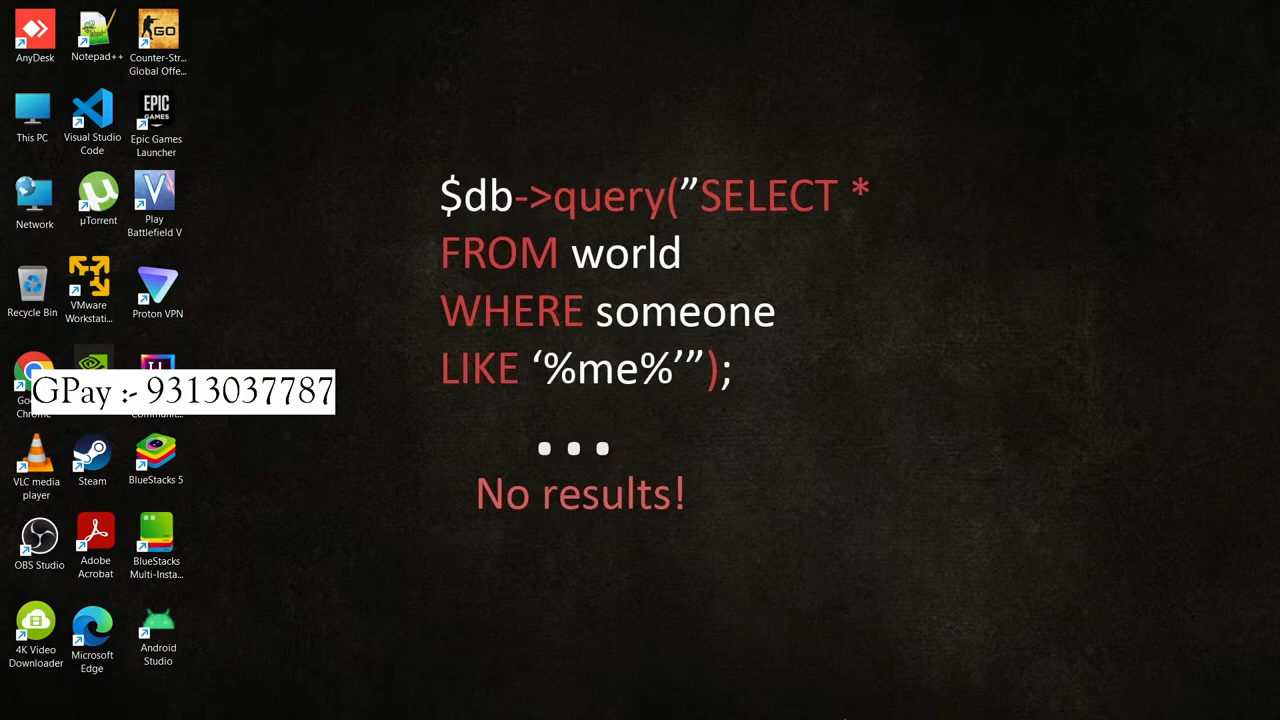 AnyDesk
Notepad++
Counter-Str...
Global Offe...
This PC
Visual Studio
Code
EPIC
GAMES
Epic Games
Launcher
Network
µTorrent
Play
Battlefield V
Recycle Bin
VMware
Workstati...
Proton VPN
GPay :- 9313037787
VLC media
player
Steam
BlueStacks 5
OBS Studio
Adobe
Acrobat
BlueStacks
Multi-Insta...
4K Video
Downloader
Microsoft
Edge
Android
Studio
$db->query(”SELECT *
FROM world
WHERE someone
LIKE ‘%me%’”);
...
No results!